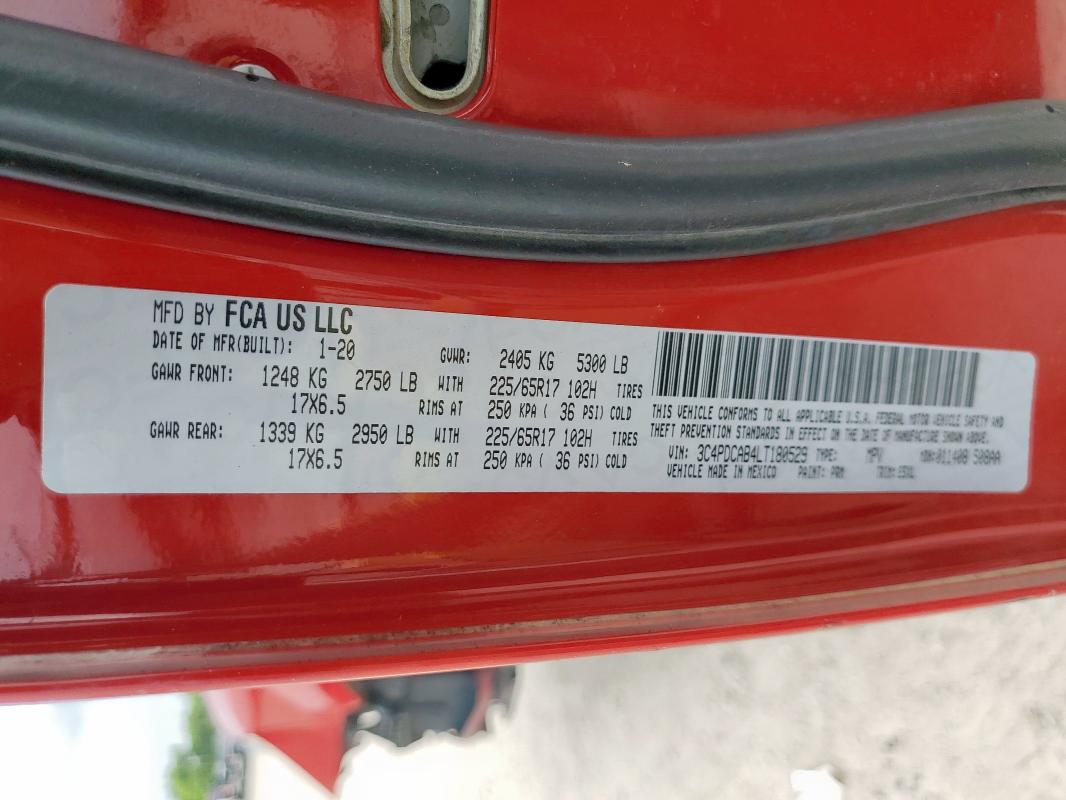 MFD BY FCA US LLC
DATE OF MFR(BUILT): 1-20 GVWR: 2405 KG 5300 LB
GAWR FRONT: 1248 KG 2750 LB WITH 225/65R17 102H TIRES
17X6.5 RIMS AT 250 KPA ( 36 PSI) COLD
GAWR REAR: 1339 KG 2950 LB WITH 225/65R17 102H TIRES
17X6.5 RIMS AT 250 KPA ( 36 PSI) COLD
THIS VEHICLE CONFORMS TO ALL APPLICABLE U.S.A. FEDERAL MOTOR VEHICLE SAFETY AND
THEFT PREVENTION STANDARDS IN EFFECT ON THE DATE OF MANUFACTURE SHOWN ABOVE.
VIN: 3C4PDCAB4LT180529 TYPE: MPV MDH:011408 508AA
VEHICLE MADE IN MEXICO PAINT: PRM TRIM: